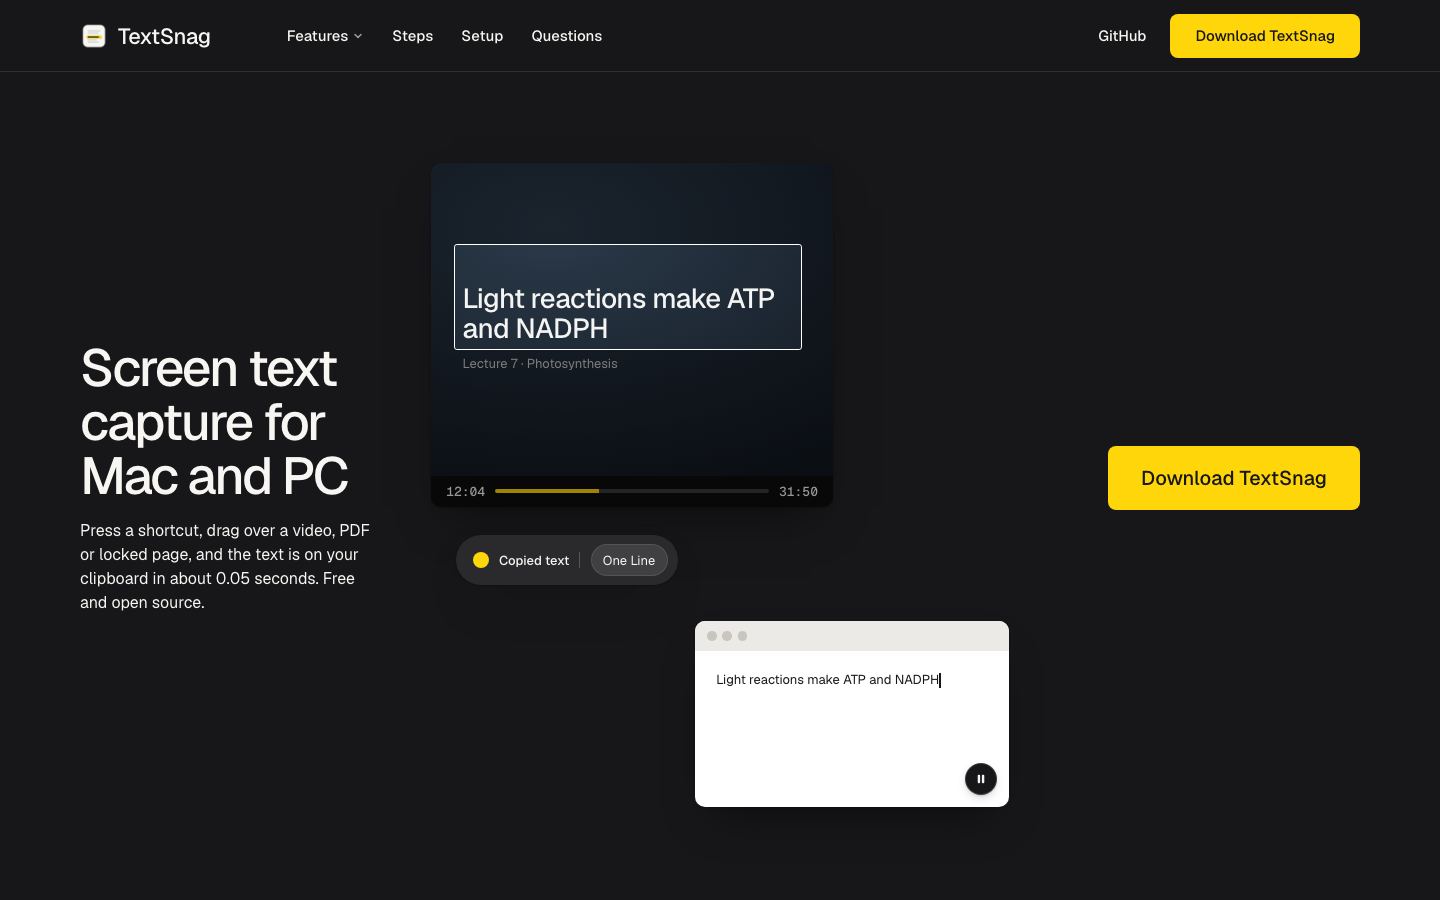 TextSnag
Features
Steps
Setup
Questions
GitHub
Download TextSnag
Screen text
capture for
Mac and PC
Press a shortcut, drag over a video, PDF
or locked page, and the text is on your
clipboard in about 0.05 seconds. Free
and open source.
Light reactions make ATP
and NADPH
Lecture 7 · Photosynthesis
12:04
31:50
Copied text
One Line
Light reactions make ATP and NADPH
Download TextSnag